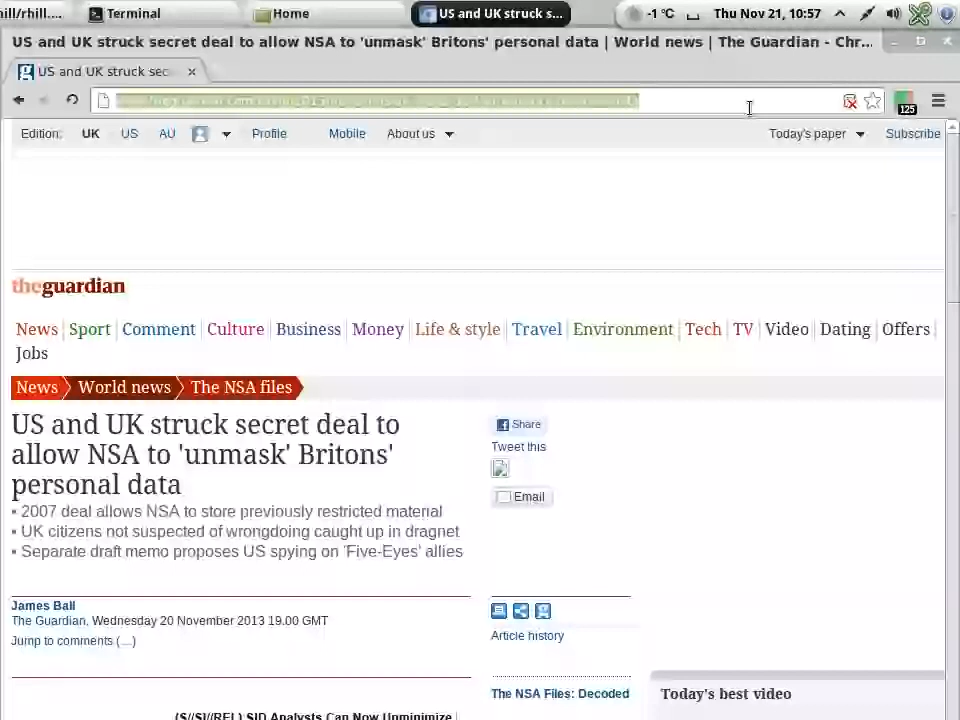 hill/rhill.... Terminal Home US and UK struck s... -1 °C Thu Nov 21, 10:57
US and UK struck secret deal to allow NSA to 'unmask' Britons' personal data | World news | The Guardian - Chr...
US and UK struck sec
125
Edition: UK US AU Profile Mobile About us Today's paper Subscribe
theguardian
News Sport Comment Culture Business Money Life & style Travel Environment Tech TV Video Dating Offers
Jobs
News World news The NSA files
US and UK struck secret deal to
allow NSA to 'unmask' Britons'
personal data
▪ 2007 deal allows NSA to store previously restricted material
▪ UK citizens not suspected of wrongdoing caught up in dragnet
▪ Separate draft memo proposes US spying on 'Five-Eyes' allies
Share
Tweet this
Email
James Ball
The Guardian, Wednesday 20 November 2013 19.00 GMT
Jump to comments (...)
Article history
The NSA Files: Decoded
Today's best video
(S//SI//REL) SID Analysts Can Now Unminimize